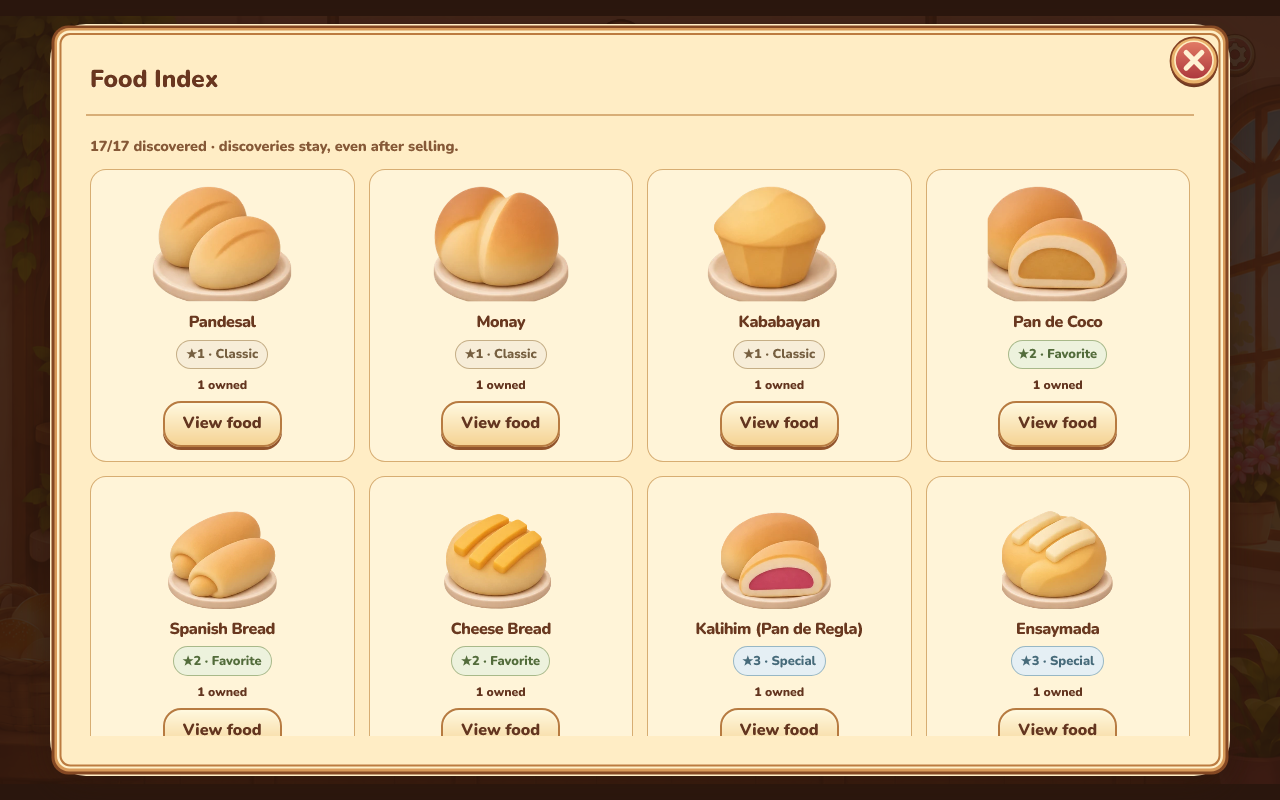 Food Index
17/17 discovered · discoveries stay, even after selling.
Pandesal
★1 · Classic
1 owned
View food
Monay
★1 · Classic
1 owned
View food
Kababayan
★1 · Classic
1 owned
View food
Pan de Coco
★2 · Favorite
1 owned
View food
Spanish Bread
★2 · Favorite
1 owned
View food
Cheese Bread
★2 · Favorite
1 owned
View food
Kalihim (Pan de Regla)
★3 · Special
1 owned
View food
Ensaymada
★3 · Special
1 owned
View food